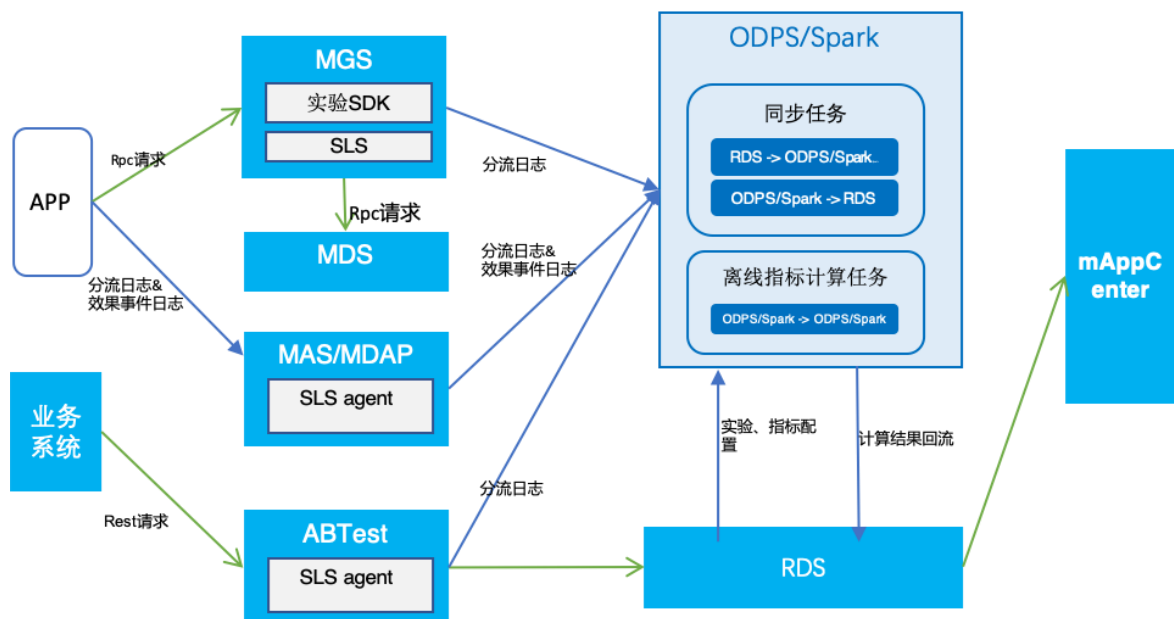 ODPS/Spark
MGS
实验SDK
SLS
同步任务
RDS -> ODPS/Spark...
ODPS/Spark -> RDS
Rpc请求
分流日志
APP
Rpc请求
MDS
分流日志&
效果事件日志
分流日志&
效果事件日志
离线指标计算任务
ODPS/Spark -> ODPS/Spark
mAppC
enter
MAS/MDAP
SLS agent
业务
系统
实验、指标配
置
计算结果回流
分流日志
Rest请求
ABTest
SLS agent
RDS